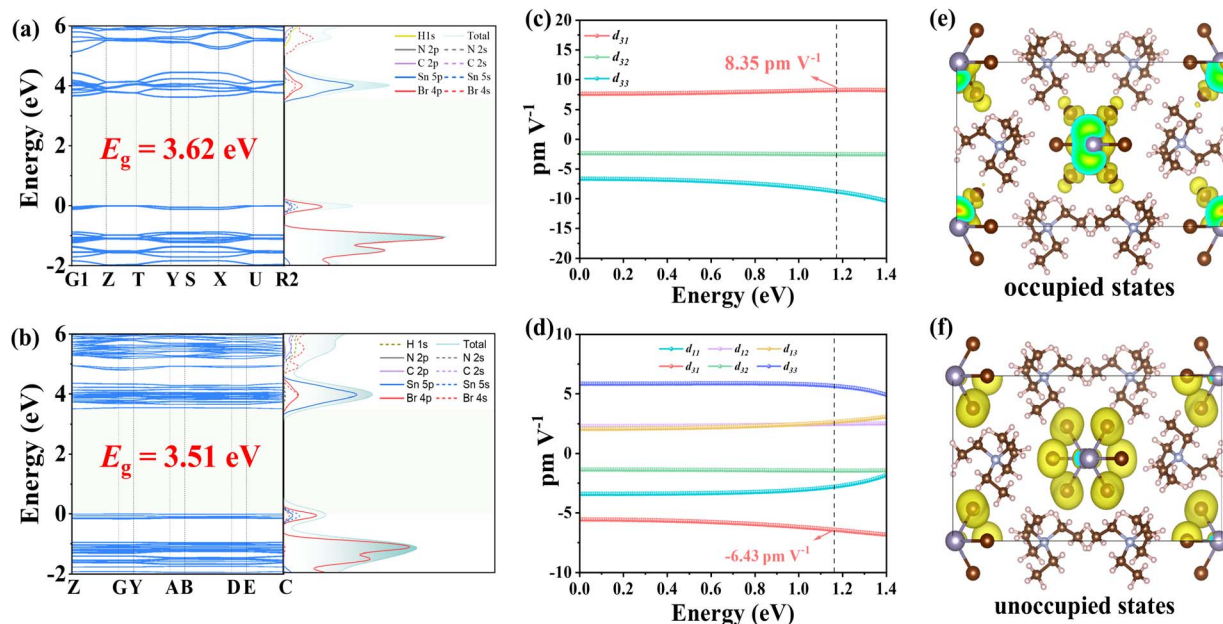 (a)
6
4
2
0
-2
Energy (eV)
Eg = 3.62 eV
G1 Z T Y S X U R2
H1s Total
N 2p N 2s
C 2p C 2s
Sn 5p Sn 5s
Br 4p Br 4s
(b)
6
4
2
0
-2
Energy (eV)
Eg = 3.51 eV
Z G Y A B D E C
H 1s Total
N 2p N 2s
C 2p C 2s
Sn 5p Sn 5s
Br 4p Br 4s
(c)
20
15
10
5
0
-5
-10
-15
-20
pm V-1
d31
d32
d33
8.35 pm V-1
0.0 0.2 0.4 0.6 0.8 1.0 1.2 1.4
Energy (eV)
(d)
10
5
0
-5
-10
pm V-1
d11 d12 d13
d31 d32 d33
-6.43 pm V-1
0.0 0.2 0.4 0.6 0.8 1.0 1.2 1.4
Energy (eV)
(e)
occupied states
(f)
unoccupied states